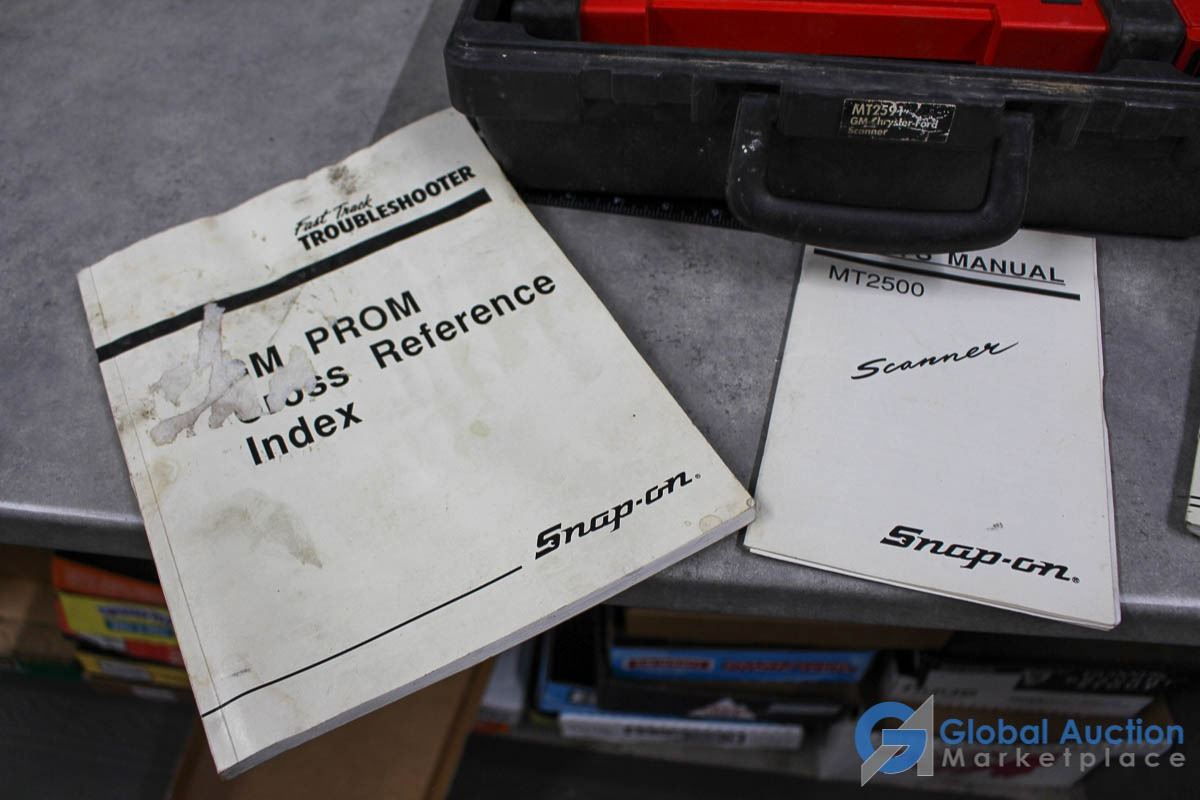 MT2591
GM-Chrysler-Ford
Scanner
Fast Track
TROUBLESHOOTER
PROM
Reference
Index
Snap-on®
MANUAL
MT2500
Scanner
Snap-on®
Global Auction
Marketplace